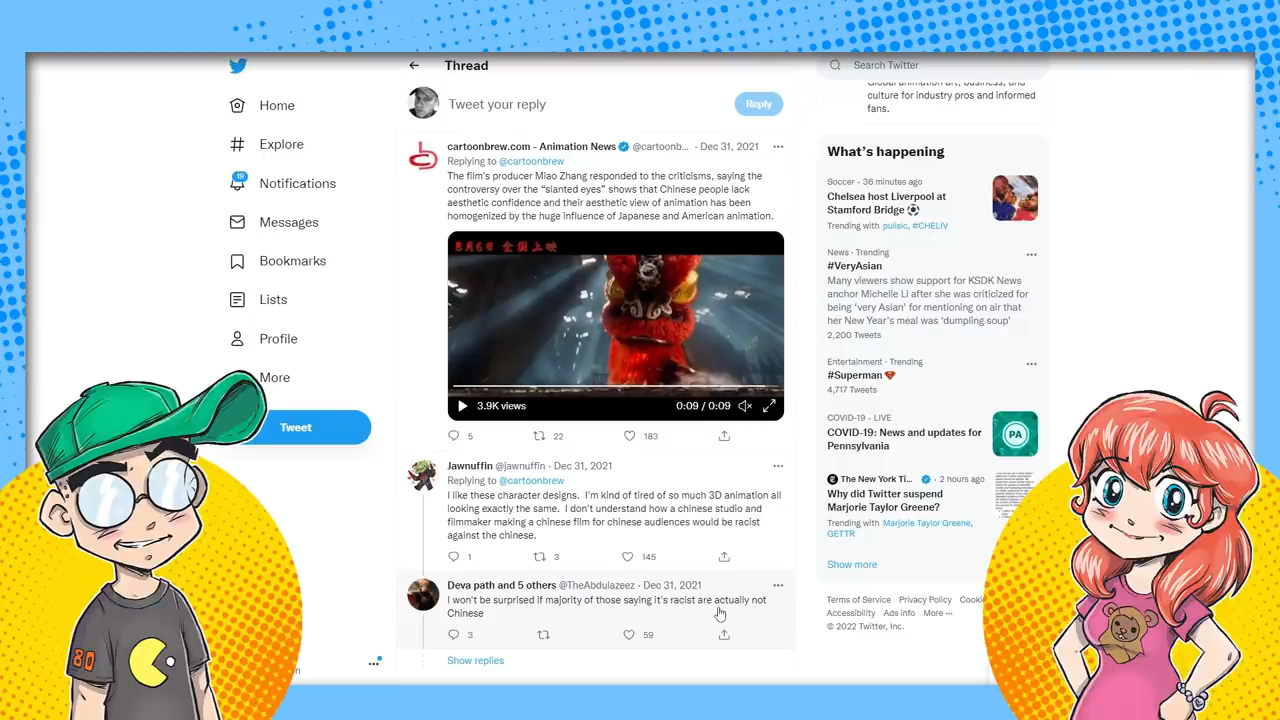 Thread
Search Twitter
Home
Explore
19
Notifications
Messages
Bookmarks
Lists
Profile
More
Tweet
Tweet your reply
Reply
cartoonbrew.com - Animation News @cartoonb... · Dec 31, 2021
Replying to @cartoonbrew
The film's producer Miao Zhang responded to the criticisms, saying the
controversy over the "slanted eyes" shows that Chinese people lack
aesthetic confidence and their aesthetic view of animation has been
homogenized by the huge influence of Japanese and American animation.
8月6日 全国上映
3.9K views
0:09 / 0:09
5
22
183
Jawnuffin @jawnuffin · Dec 31, 2021
Replying to @cartoonbrew
I like these character designs. I'm kind of tired of so much 3D animation all
looking exactly the same. I don't understand how a chinese studio and
filmmaker making a chinese film for chinese audiences would be racist
against the chinese.
1
3
145
Deva path and 5 others @TheAbdulazeez · Dec 31, 2021
I won't be surprised if majority of those saying it's racist are actually not
Chinese
3
59
Show replies
Global animation art, business, and
culture for industry pros and informed
fans.
What's happening
Soccer · 36 minutes ago
Chelsea host Liverpool at
Stamford Bridge
Trending with pulisic, #CHELIV
News · Trending
#VeryAsian
Many viewers show support for KSDK News
anchor Michelle Li after she was criticized for
being 'very Asian' for mentioning on air that
her New Year's meal was 'dumpling soup'
2,200 Tweets
Entertainment · Trending
#Superman
4,717 Tweets
COVID-19 · LIVE
COVID-19: News and updates for
Pennsylvania
PA
The New York Ti... · 2 hours ago
Why did Twitter suspend
Marjorie Taylor Greene?
Trending with Marjorie Taylor Greene,
GETTR
Show more
Terms of Service Privacy Policy Cooki
Accessibility Ads info More ...
© 2022 Twitter, Inc.
80